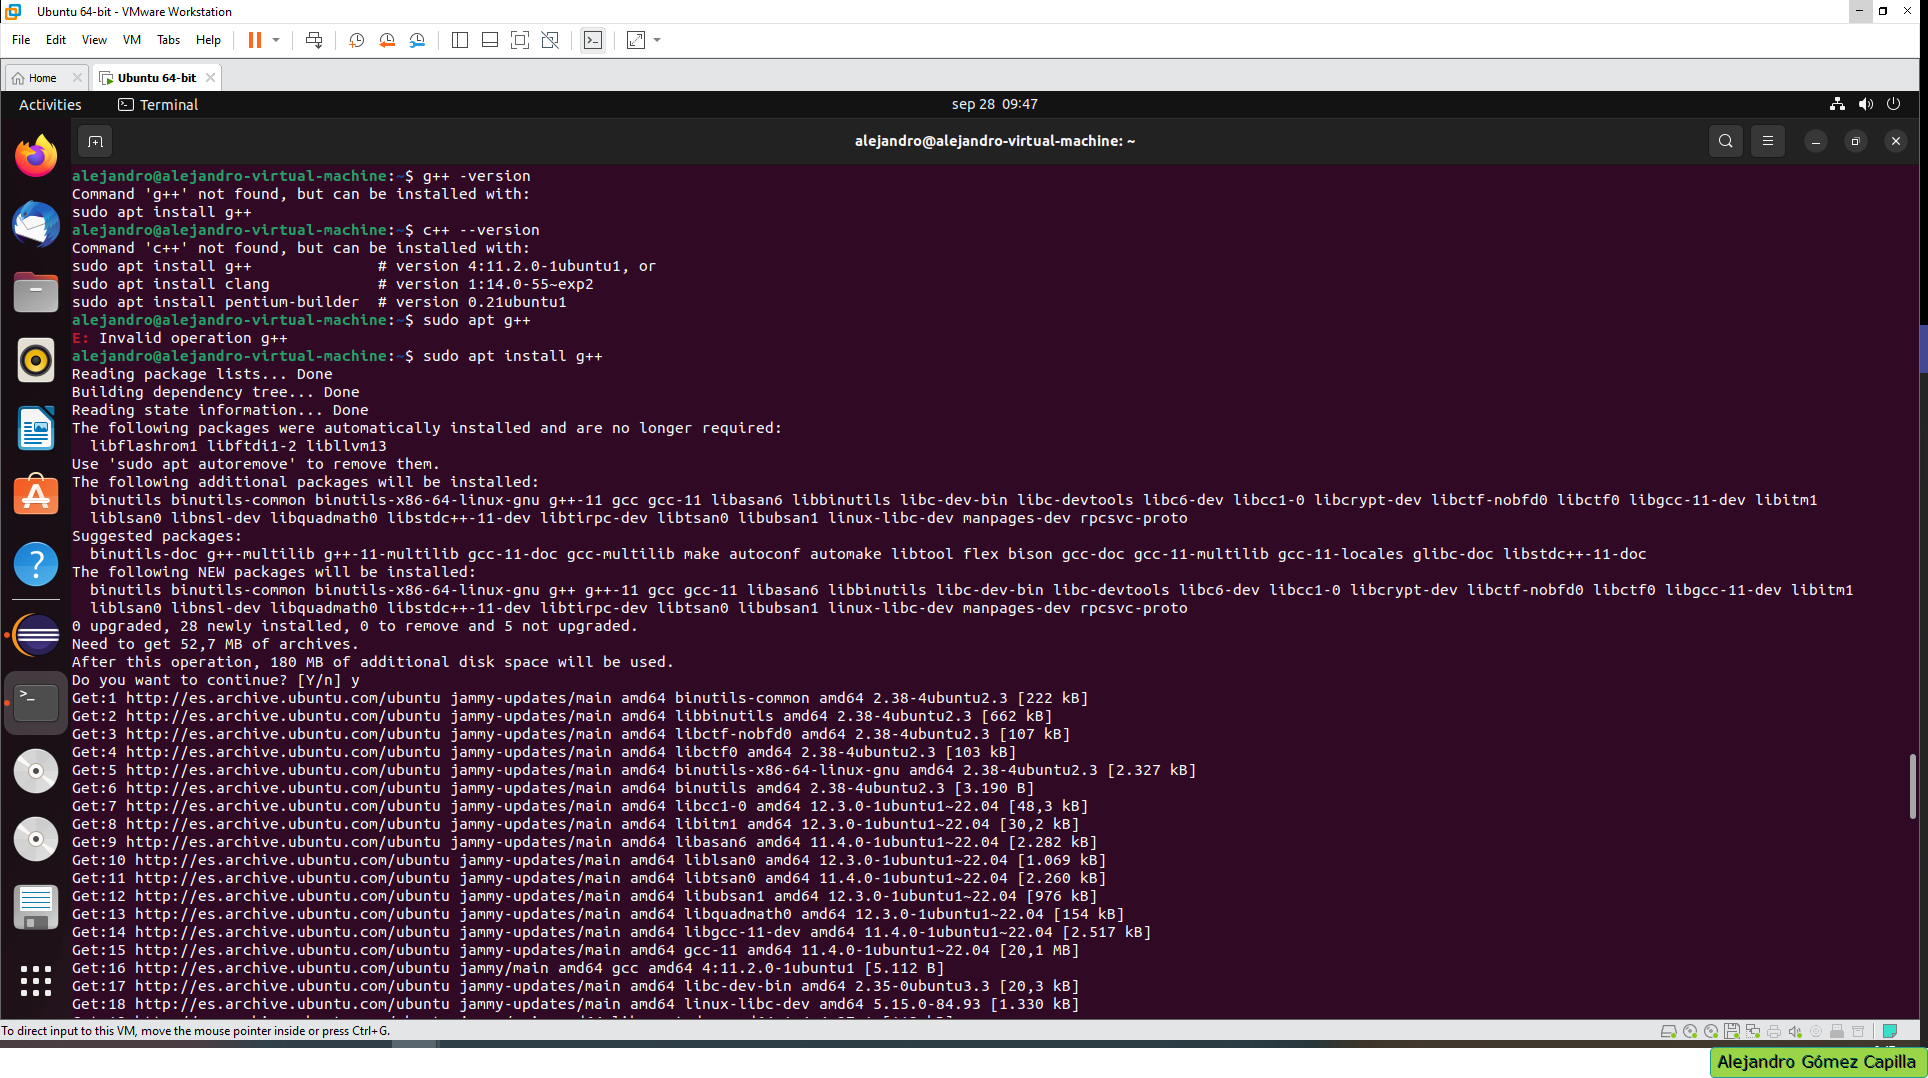 Ubuntu 64-bit - VMware Workstation
File Edit View VM Tabs Help
Home Ubuntu 64-bit
Activities Terminal sep 28 09:47
alejandro@alejandro-virtual-machine: ~
alejandro@alejandro-virtual-machine:~$ g++ -version
Command 'g++' not found, but can be installed with:
sudo apt install g++
alejandro@alejandro-virtual-machine:~$ c++ --version
Command 'c++' not found, but can be installed with:
sudo apt install g++              # version 4:11.2.0-1ubuntu1, or
sudo apt install clang            # version 1:14.0-55~exp2
sudo apt install pentium-builder  # version 0.21ubuntu1
alejandro@alejandro-virtual-machine:~$ sudo apt g++
E: Invalid operation g++
alejandro@alejandro-virtual-machine:~$ sudo apt install g++
Reading package lists... Done
Building dependency tree... Done
Reading state information... Done
The following packages were automatically installed and are no longer required:
  libflashrom1 libftdi1-2 libllvm13
Use 'sudo apt autoremove' to remove them.
The following additional packages will be installed:
  binutils binutils-common binutils-x86-64-linux-gnu g++-11 gcc gcc-11 libasan6 libbinutils libc-dev-bin libc-devtools libc6-dev libcc1-0 libcrypt-dev libctf-nobfd0 libctf0 libgcc-11-dev libitm1
  liblsan0 libnsl-dev libquadmath0 libstdc++-11-dev libtirpc-dev libtsan0 libubsan1 linux-libc-dev manpages-dev rpcsvc-proto
Suggested packages:
  binutils-doc g++-multilib g++-11-multilib gcc-11-doc gcc-multilib make autoconf automake libtool flex bison gcc-doc gcc-11-multilib gcc-11-locales glibc-doc libstdc++-11-doc
The following NEW packages will be installed:
  binutils binutils-common binutils-x86-64-linux-gnu g++ g++-11 gcc gcc-11 libasan6 libbinutils libc-dev-bin libc-devtools libc6-dev libcc1-0 libcrypt-dev libctf-nobfd0 libctf0 libgcc-11-dev libitm1
  liblsan0 libnsl-dev libquadmath0 libstdc++-11-dev libtirpc-dev libtsan0 libubsan1 linux-libc-dev manpages-dev rpcsvc-proto
0 upgraded, 28 newly installed, 0 to remove and 5 not upgraded.
Need to get 52,7 MB of archives.
After this operation, 180 MB of additional disk space will be used.
Do you want to continue? [Y/n] y
Get:1 http://es.archive.ubuntu.com/ubuntu jammy-updates/main amd64 binutils-common amd64 2.38-4ubuntu2.3 [222 kB]
Get:2 http://es.archive.ubuntu.com/ubuntu jammy-updates/main amd64 libbinutils amd64 2.38-4ubuntu2.3 [662 kB]
Get:3 http://es.archive.ubuntu.com/ubuntu jammy-updates/main amd64 libctf-nobfd0 amd64 2.38-4ubuntu2.3 [107 kB]
Get:4 http://es.archive.ubuntu.com/ubuntu jammy-updates/main amd64 libctf0 amd64 2.38-4ubuntu2.3 [103 kB]
Get:5 http://es.archive.ubuntu.com/ubuntu jammy-updates/main amd64 binutils-x86-64-linux-gnu amd64 2.38-4ubuntu2.3 [2.327 kB]
Get:6 http://es.archive.ubuntu.com/ubuntu jammy-updates/main amd64 binutils amd64 2.38-4ubuntu2.3 [3.190 B]
Get:7 http://es.archive.ubuntu.com/ubuntu jammy-updates/main amd64 libcc1-0 amd64 12.3.0-1ubuntu1~22.04 [48,3 kB]
Get:8 http://es.archive.ubuntu.com/ubuntu jammy-updates/main amd64 libitm1 amd64 12.3.0-1ubuntu1~22.04 [30,2 kB]
Get:9 http://es.archive.ubuntu.com/ubuntu jammy-updates/main amd64 libasan6 amd64 11.4.0-1ubuntu1~22.04 [2.282 kB]
Get:10 http://es.archive.ubuntu.com/ubuntu jammy-updates/main amd64 liblsan0 amd64 12.3.0-1ubuntu1~22.04 [1.069 kB]
Get:11 http://es.archive.ubuntu.com/ubuntu jammy-updates/main amd64 libtsan0 amd64 11.4.0-1ubuntu1~22.04 [2.260 kB]
Get:12 http://es.archive.ubuntu.com/ubuntu jammy-updates/main amd64 libubsan1 amd64 12.3.0-1ubuntu1~22.04 [976 kB]
Get:13 http://es.archive.ubuntu.com/ubuntu jammy-updates/main amd64 libquadmath0 amd64 12.3.0-1ubuntu1~22.04 [154 kB]
Get:14 http://es.archive.ubuntu.com/ubuntu jammy-updates/main amd64 libgcc-11-dev amd64 11.4.0-1ubuntu1~22.04 [2.517 kB]
Get:15 http://es.archive.ubuntu.com/ubuntu jammy-updates/main amd64 gcc-11 amd64 11.4.0-1ubuntu1~22.04 [20,1 MB]
Get:16 http://es.archive.ubuntu.com/ubuntu jammy/main amd64 gcc amd64 4:11.2.0-1ubuntu1 [5.112 B]
Get:17 http://es.archive.ubuntu.com/ubuntu jammy-updates/main amd64 libc-dev-bin amd64 2.35-0ubuntu3.3 [20,3 kB]
Get:18 http://es.archive.ubuntu.com/ubuntu jammy-updates/main amd64 linux-libc-dev amd64 5.15.0-84.93 [1.330 kB]
To direct input to this VM, move the mouse pointer inside or press Ctrl+G.
Alejandro Gómez Capilla